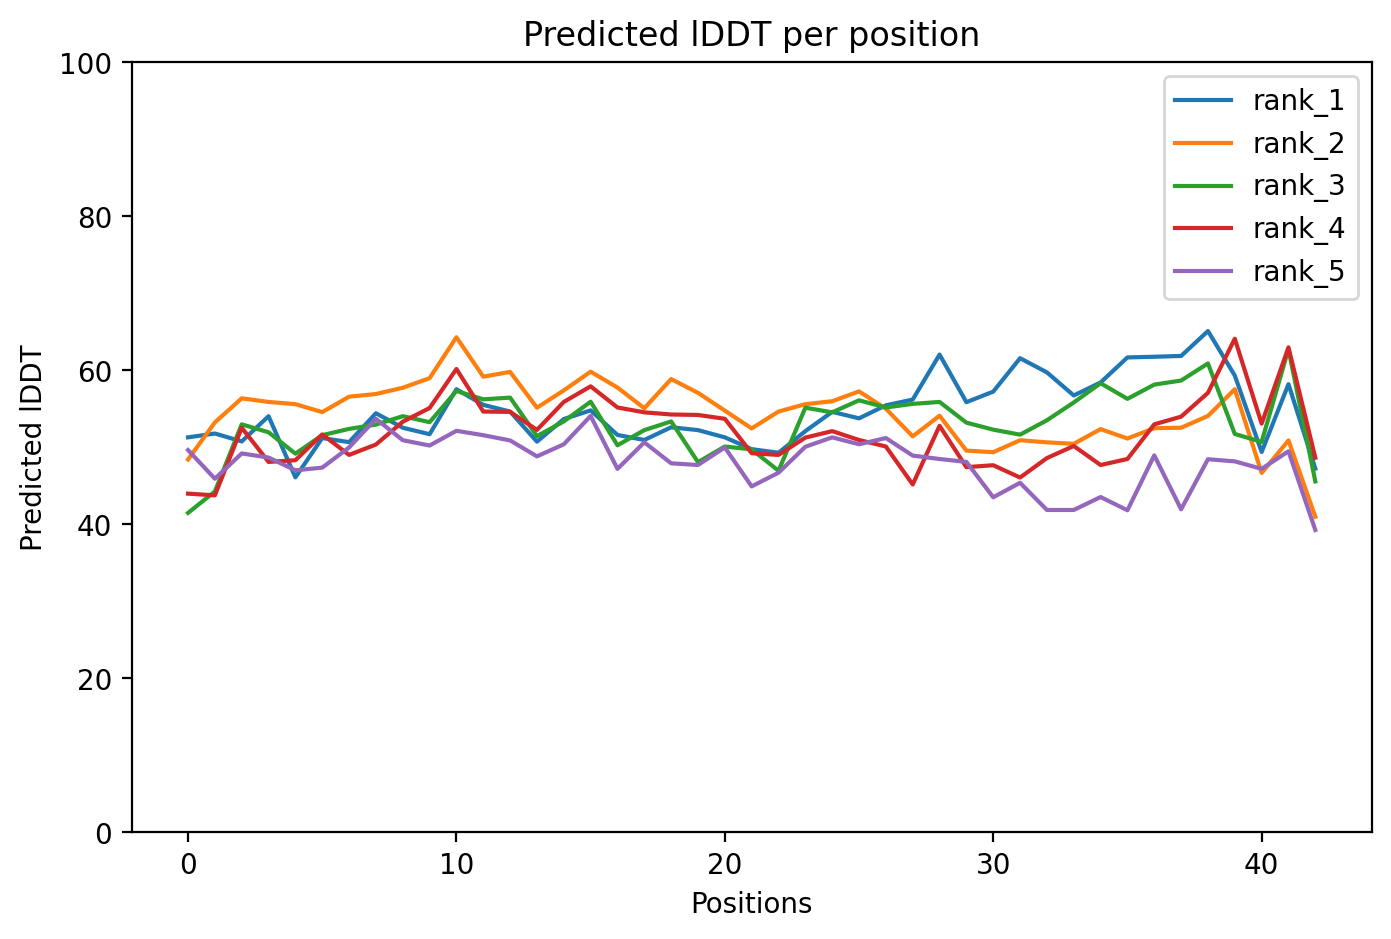 Predicted lDDT per position
100
80
60
40
20
0
Predicted lDDT
rank_1
rank_2
rank_3
rank_4
rank_5
0 10 20 30 40
Positions